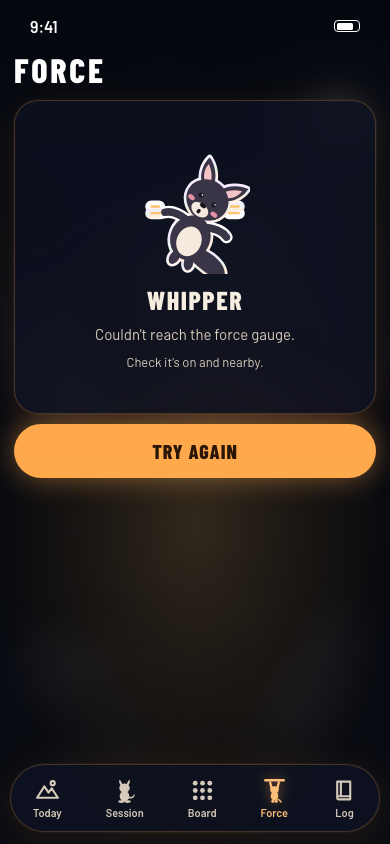 9:41
FORCE
WHIPPER
Couldn't reach the force gauge.
Check it's on and nearby.
TRY AGAIN
Today
Session
Board
Force
Log